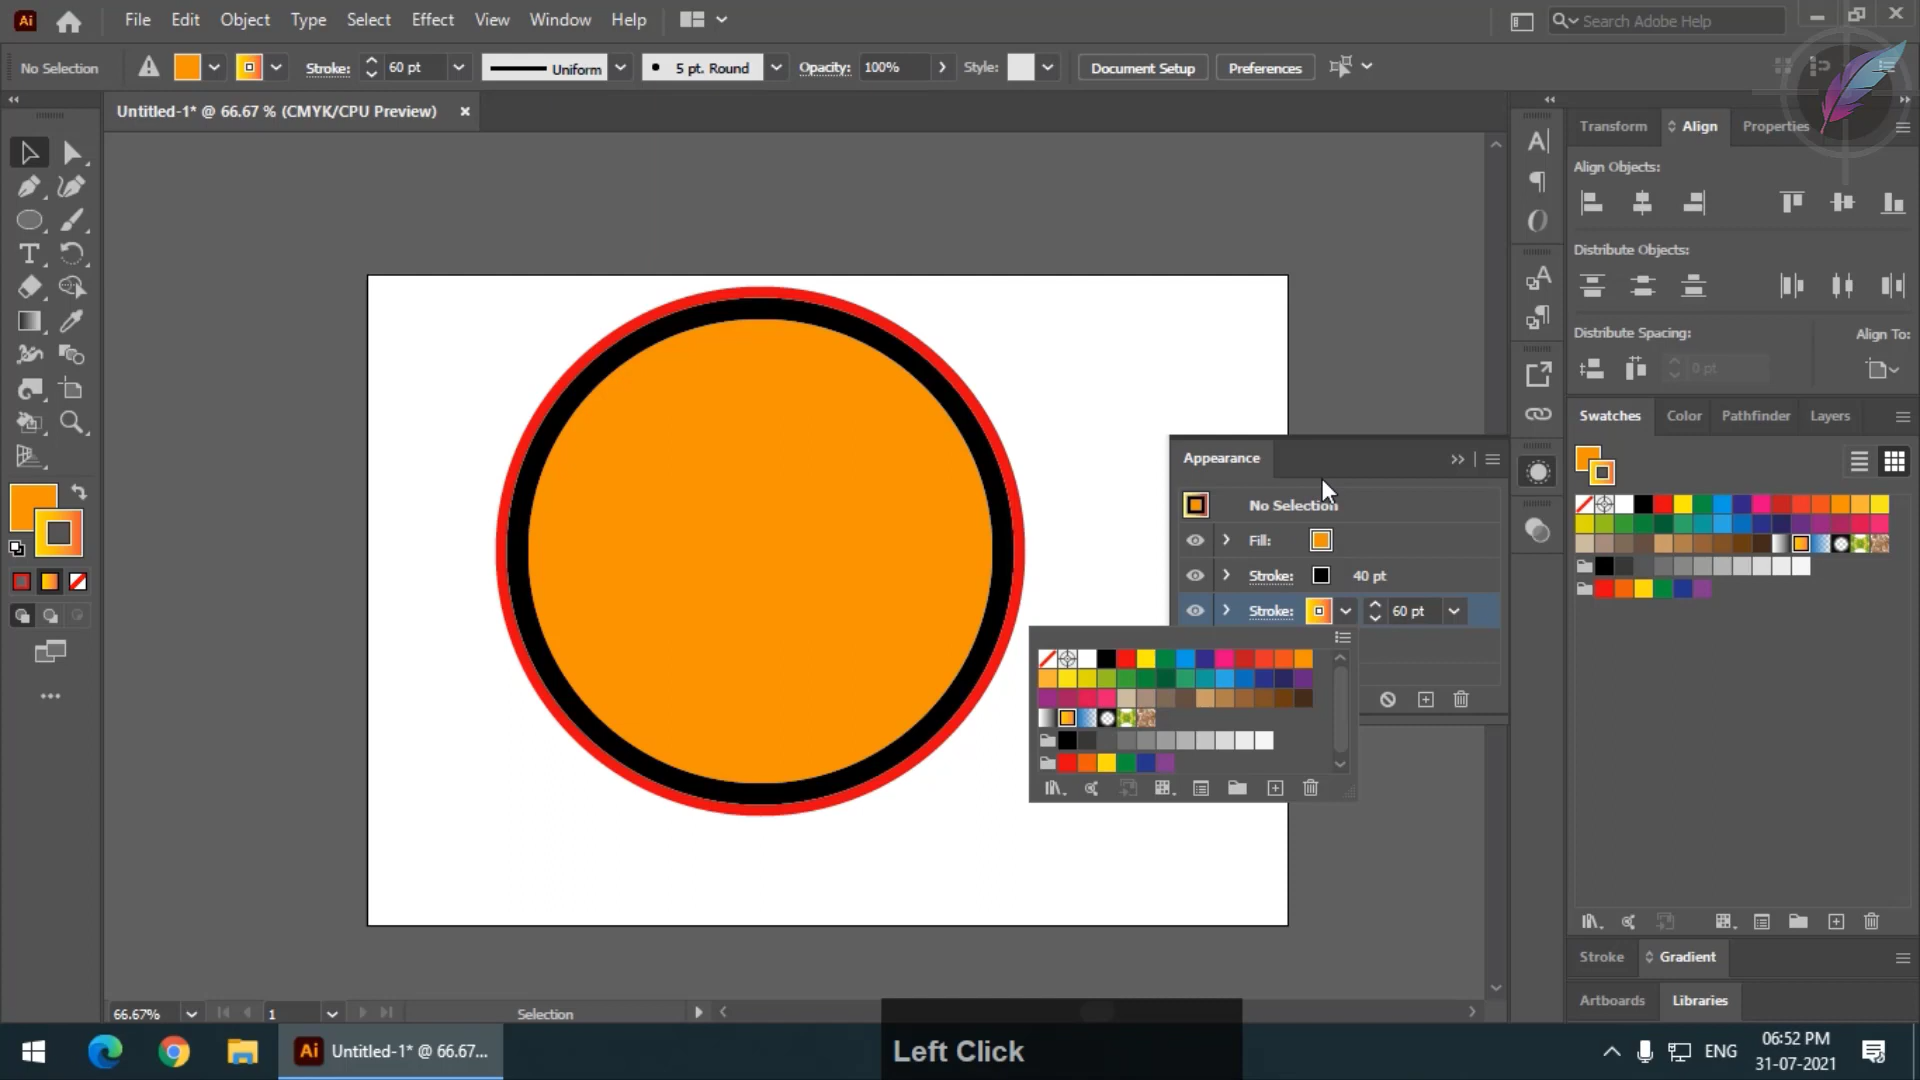 Ai File Edit Object Type Select Effect View Window Help Search Adobe Help
No Selection Stroke: 60 pt Uniform 5 pt. Round Opacity: 100% Style: Document Setup Preferences
Untitled-1* @ 66.67 % (CMYK/CPU Preview)
Transform Align Properties
Align Objects:
Distribute Objects:
Distribute Spacing: Align To:
0 pt
Swatches Color Pathfinder Layers
Appearance
No Selection
Fill:
Stroke: 40 pt
Stroke: 60 pt
Stroke Gradient
Artboards Libraries
66.67% 1 Selection
Left Click
Ai Untitled-1* @ 66.67...
ENG
06:52 PM
31-07-2021